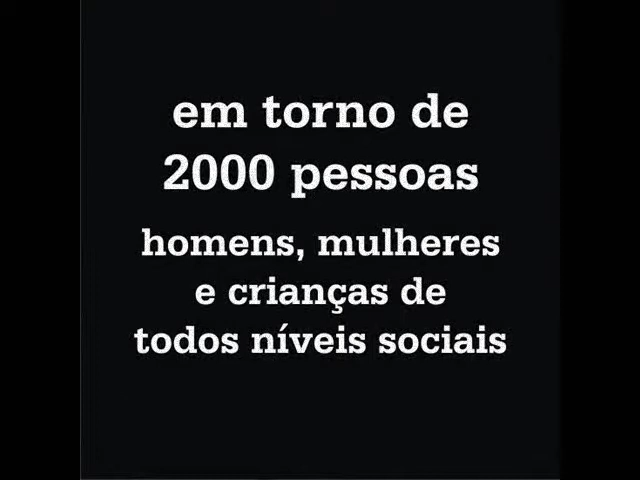 em torno de
2000 pessoas
homens, mulheres
e crianças de
todos níveis sociais